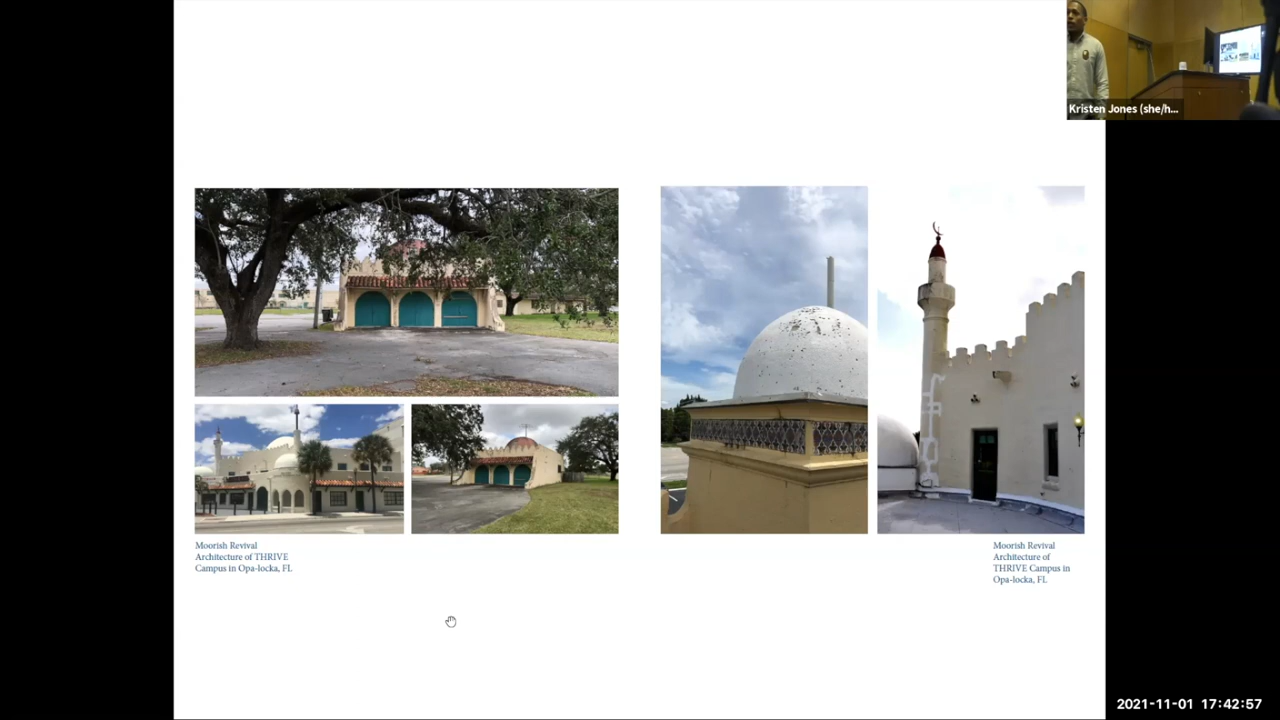 Kristen Jones (she/h...
Moorish Revival
Architecture of THRIVE
Campus in Opa-locka, FL
Moorish Revival
Architecture of
THRIVE Campus in
Opa-locka, FL
2021-11-01 17:42:57